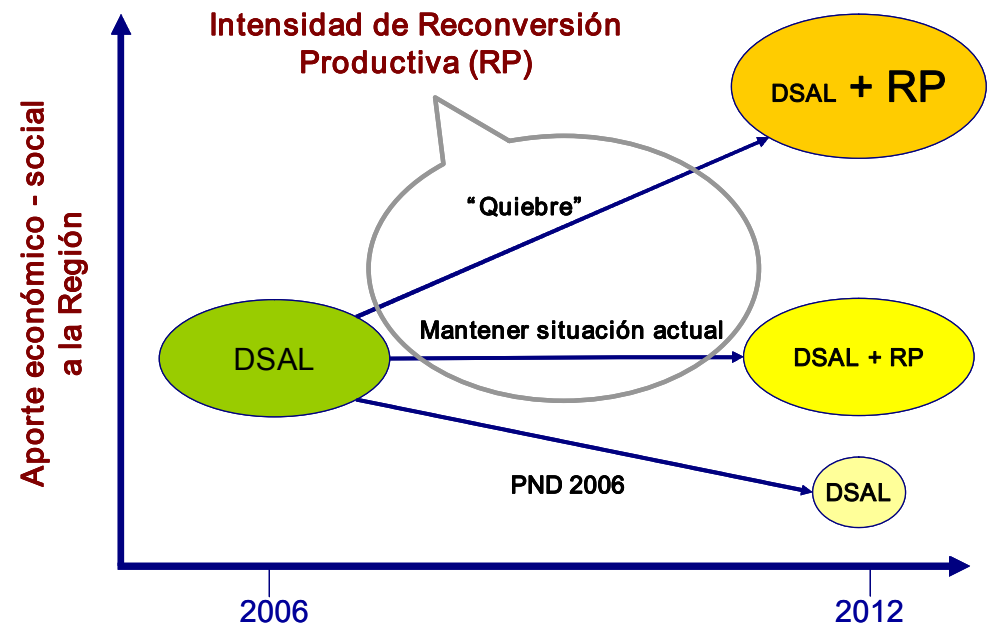 Intensidad de Reconversión
Productiva (RP)
Aporte económico - social
a la Región
DSAL + RP
“Quiebre”
Mantener situación actual
DSAL
DSAL + RP
PND 2006
DSAL
2006
2012